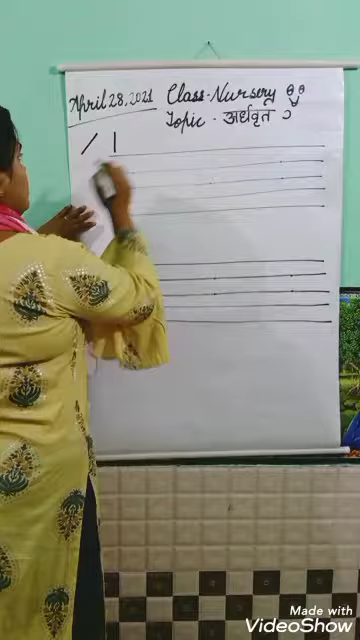 April 28, 2021 Class-Nursery
Topic - अर्धवृत
Made with
VideoShow